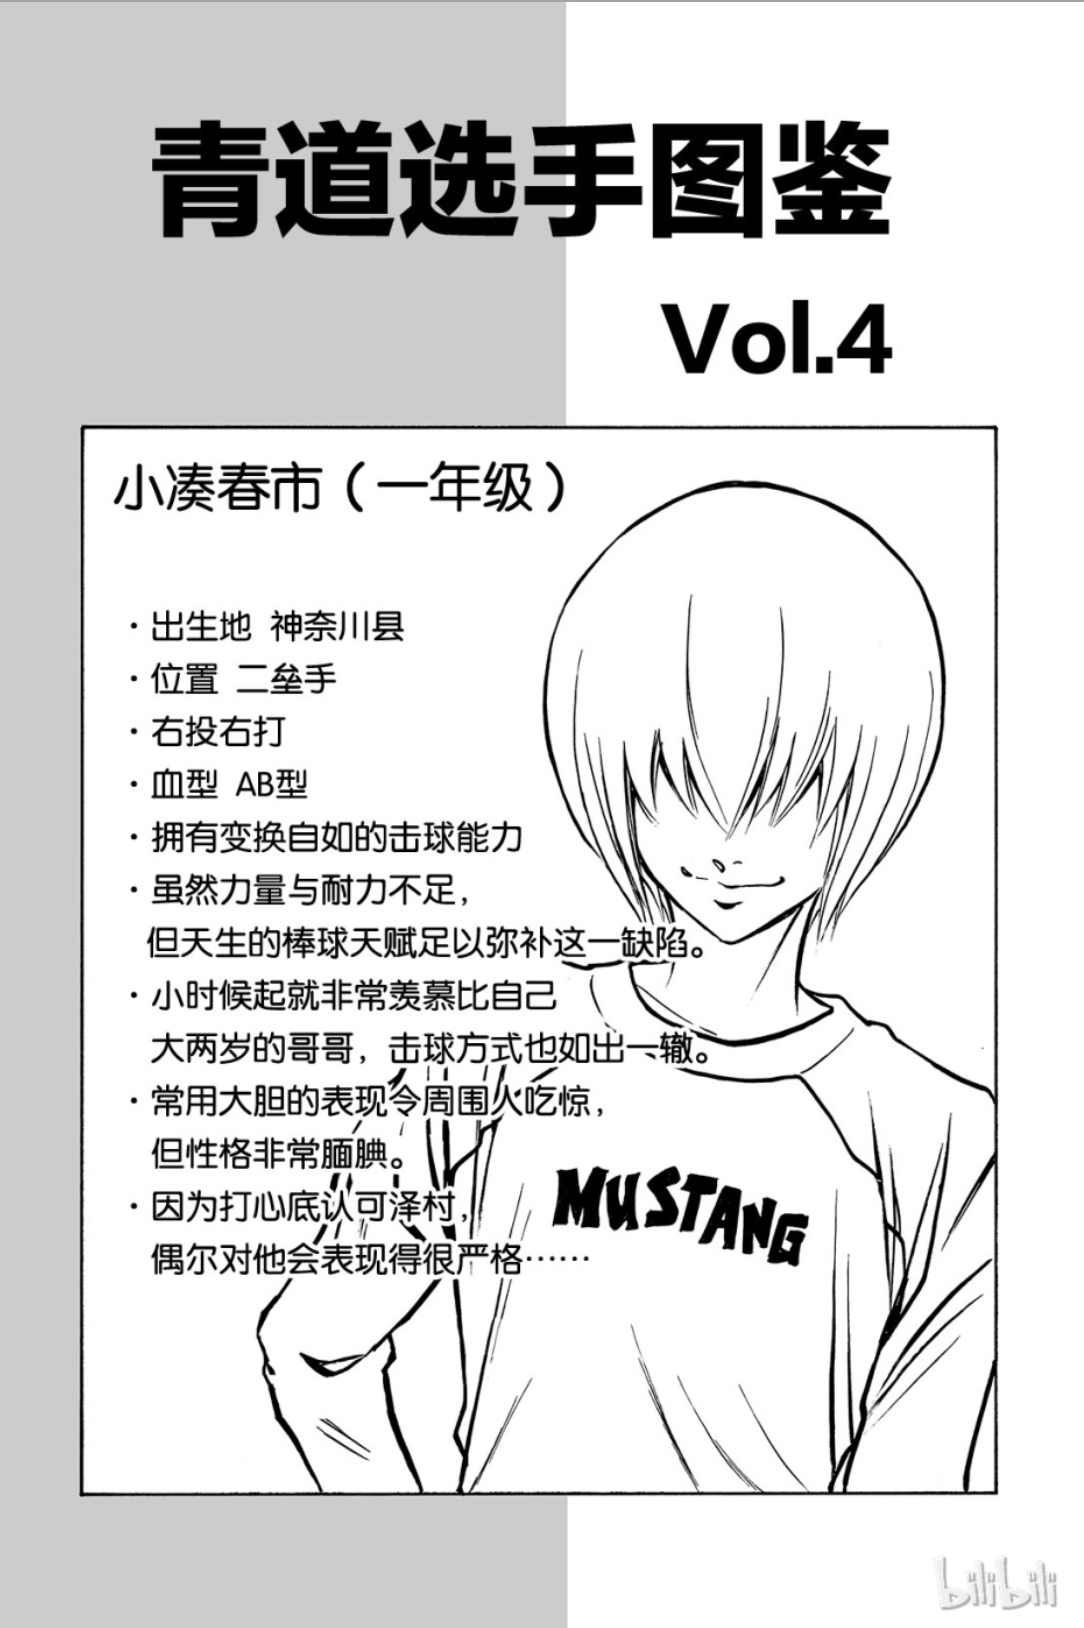 青道选手图鉴
Vol.4
小凑春市（一年级）
·出生地 神奈川县
·位置 二垒手
·右投右打
·血型 AB型
·拥有变换自如的击球能力
·虽然力量与耐力不足，
但天生的棒球天赋足以弥补这一缺陷。
·小时候起就非常羡慕比自己
大两岁的哥哥，击球方式也如出一辙。
·常用大胆的表现令周围人吃惊，
但性格非常腼腆。
·因为打心底认可泽村，
偶尔对他会表现得很严格……
MUSTANG
bilibili